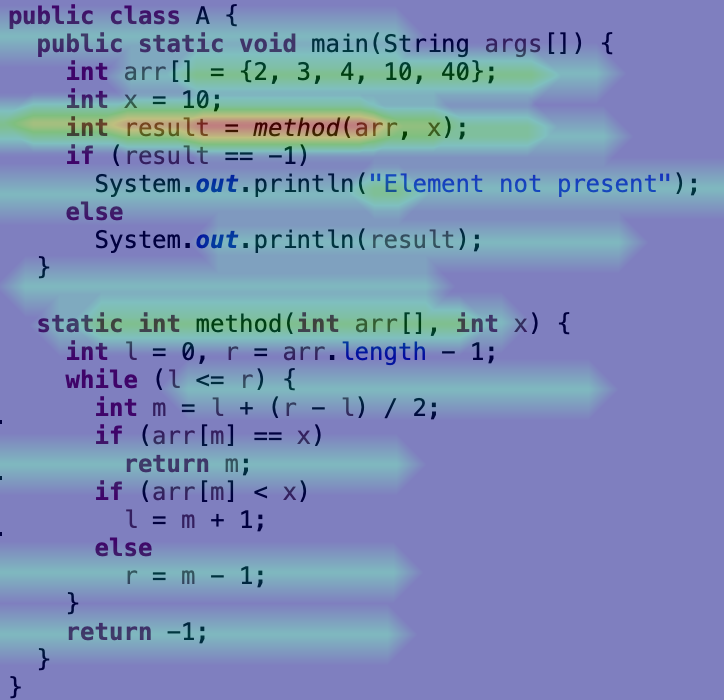 public class A {
  public static void main(String args[]) {
    int arr[] = {2, 3, 4, 10, 40};
    int x = 10;
    int result = method(arr, x);
    if (result == -1)
      System.out.println("Element not present");
    else
      System.out.println(result);
  }
  static int method(int arr[], int x) {
    int l = 0, r = arr.length - 1;
    while (l <= r) {
      int m = l + (r - l) / 2;
      if (arr[m] == x)
        return m;
      if (arr[m] < x)
        l = m + 1;
      else
        r = m - 1;
    }
    return -1;
  }
}